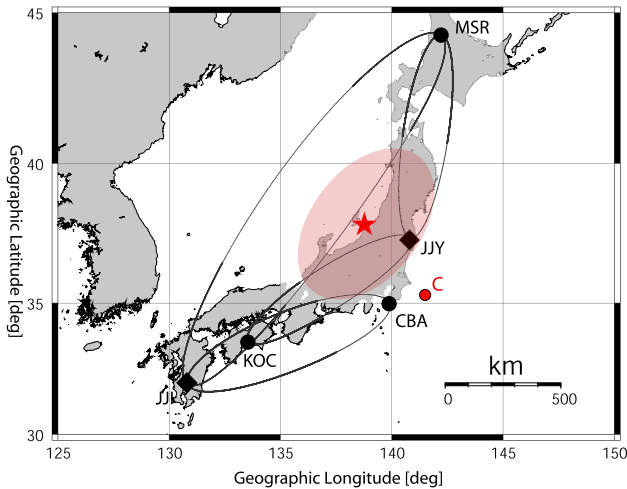 45
MSR
40
JJY
C
35
CBA
KOC
km
JJI
0
500
30
125
130
135
140
145
150
Geographic Latitude [deg]
Geographic Longitude [deg]